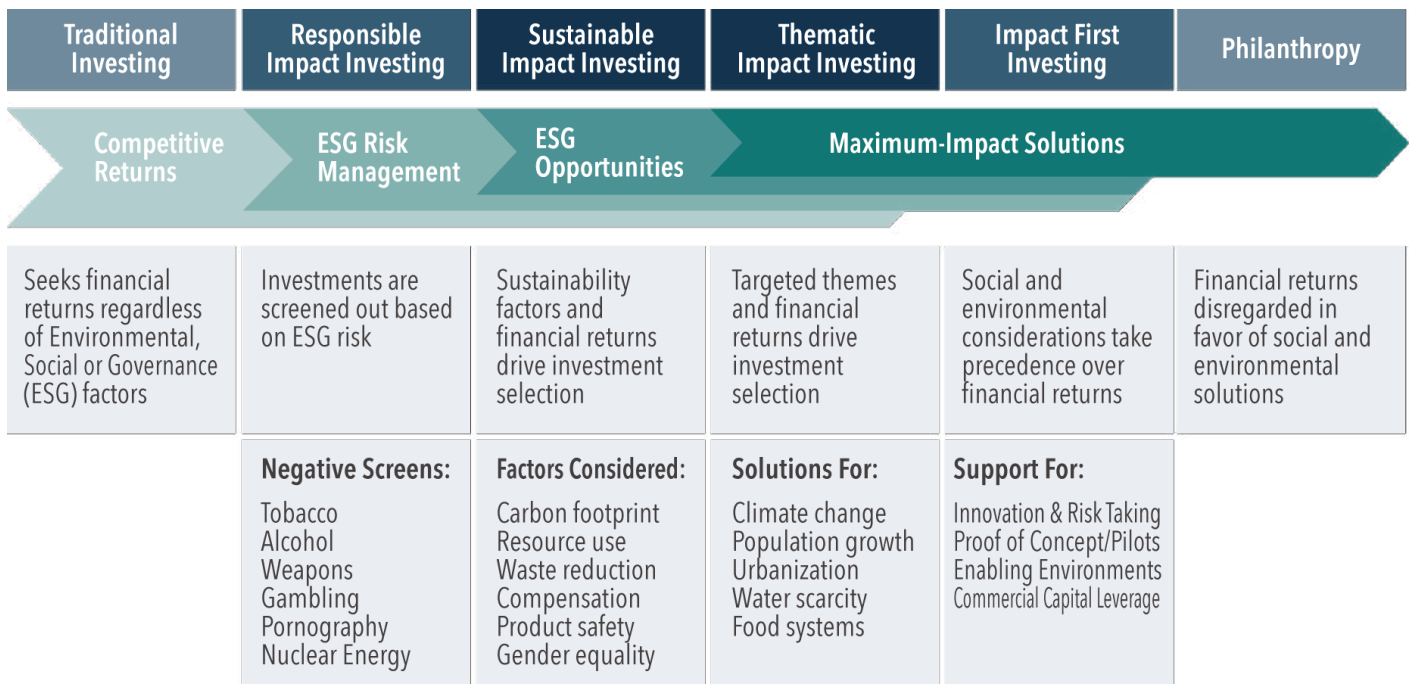 Traditional
Investing
Responsible
Impact Investing
Sustainable
Impact Investing
Thematic
Impact Investing
Impact First
Investing
Philanthropy
Competitive
Returns
ESG Risk
Management
ESG
Opportunities
Maximum-Impact Solutions
Seeks financial
returns regardless
of Environmental,
Social or Governance
(ESG) factors
Investments are
screened out based
on ESG risk
Sustainability
factors and
financial returns
drive investment
selection
Targeted themes
and financial
returns drive
investment
selection
Social and
environmental
considerations take
precedence over
financial returns
Financial returns
disregarded in
favor of social and
environmental
solutions
Negative Screens:
Tobacco
Alcohol
Weapons
Gambling
Pornography
Nuclear Energy
Factors Considered:
Carbon footprint
Resource use
Waste reduction
Compensation
Product safety
Gender equality
Solutions For:
Climate change
Population growth
Urbanization
Water scarcity
Food systems
Support For:
Innovation & Risk Taking
Proof of Concept/Pilots
Enabling Environments
Commercial Capital Leverage